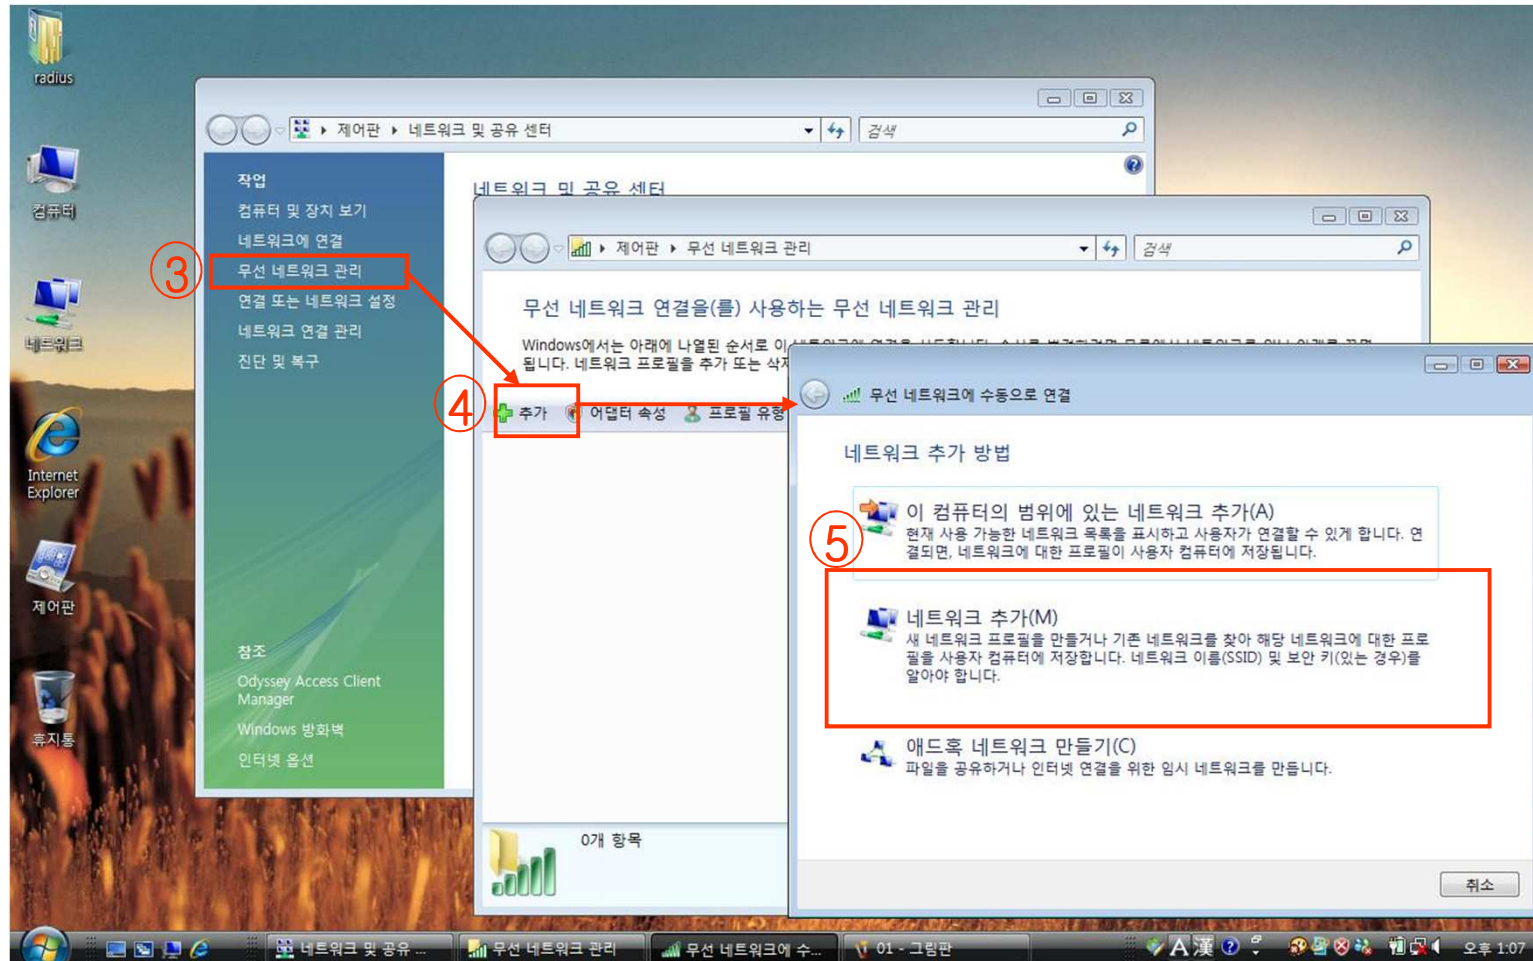 radius
컴퓨터
네트워크
Internet
Explorer
제어판
휴지통
제어판 ▸ 네트워크 및 공유 센터
검색
작업
컴퓨터 및 장치 보기
네트워크에 연결
③
무선 네트워크 관리
연결 또는 네트워크 설정
네트워크 연결 관리
진단 및 복구
참조
Odyssey Access Client
Manager
Windows 방화벽
인터넷 옵션
네트워크 및 공유 센터
제어판 ▸ 무선 네트워크 관리
검색
무선 네트워크 연결을(를) 사용하는 무선 네트워크 관리
Windows에서는 아래에 나열된 순서로 이
됩니다. 네트워크 프로필을 추가 또는 삭제
④
추가 어댑터 속성 프로필 유형
0개 항목
무선 네트워크에 수동으로 연결
네트워크 추가 방법
이 컴퓨터의 범위에 있는 네트워크 추가(A)
현재 사용 가능한 네트워크 목록을 표시하고 사용자가 연결할 수 있게 합니다. 연
결되면, 네트워크에 대한 프로필이 사용자 컴퓨터에 저장됩니다.
⑤
네트워크 추가(M)
새 네트워크 프로필을 만들거나 기존 네트워크를 찾아 해당 네트워크에 대한 프로
필을 사용자 컴퓨터에 저장합니다. 네트워크 이름(SSID) 및 보안 키(있는 경우)를
알아야 합니다.
애드혹 네트워크 만들기(C)
파일을 공유하거나 인터넷 연결을 위한 임시 네트워크를 만듭니다.
취소
네트워크 및 공유 ... 무선 네트워크 관리 무선 네트워크에 수... 01 - 그림판 A 漢 오후 1:07